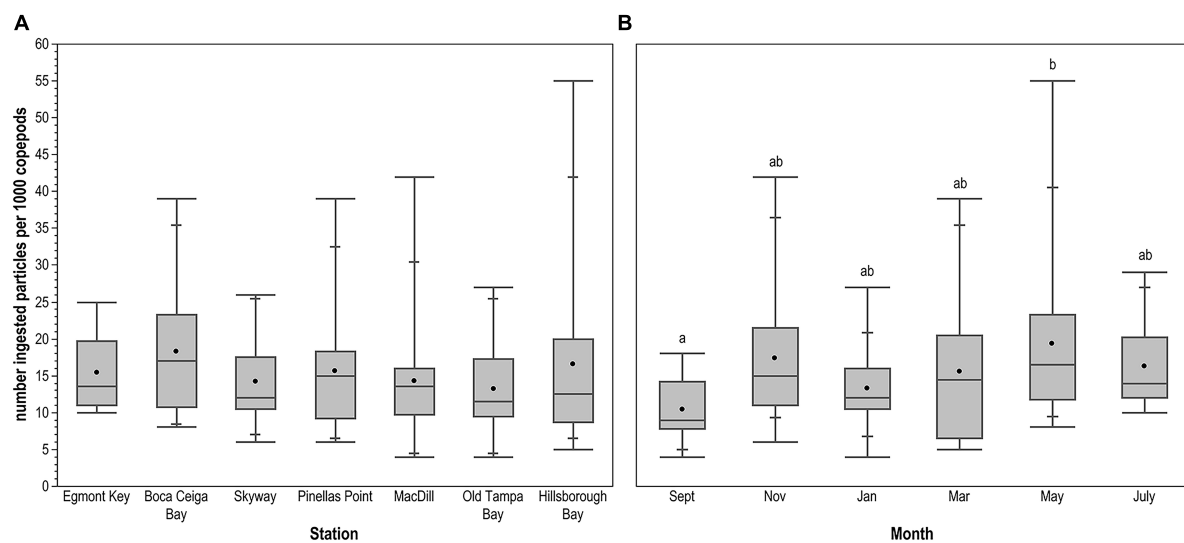 A
B
number ingested particles per 1000 copepods
60
55
50
45
40
35
30
25
20
15
10
5
0
Egmont Key
Boca Ceiga
Bay
Skyway
Pinellas Point
MacDill
Old Tampa
Bay
Hillsborough
Bay
Station
a
ab
ab
ab
b
ab
Sept
Nov
Jan
Mar
May
July
Month